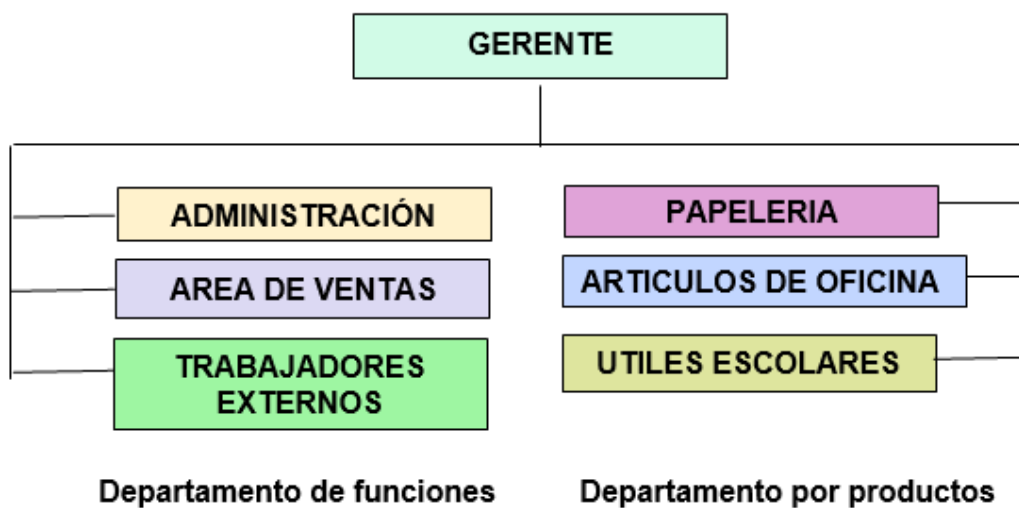 GERENTE
ADMINISTRACIÓN
AREA DE VENTAS
TRABAJADORES
EXTERNOS
PAPELERIA
ARTICULOS DE OFICINA
UTILES ESCOLARES
Departamento de funciones
Departamento por productos